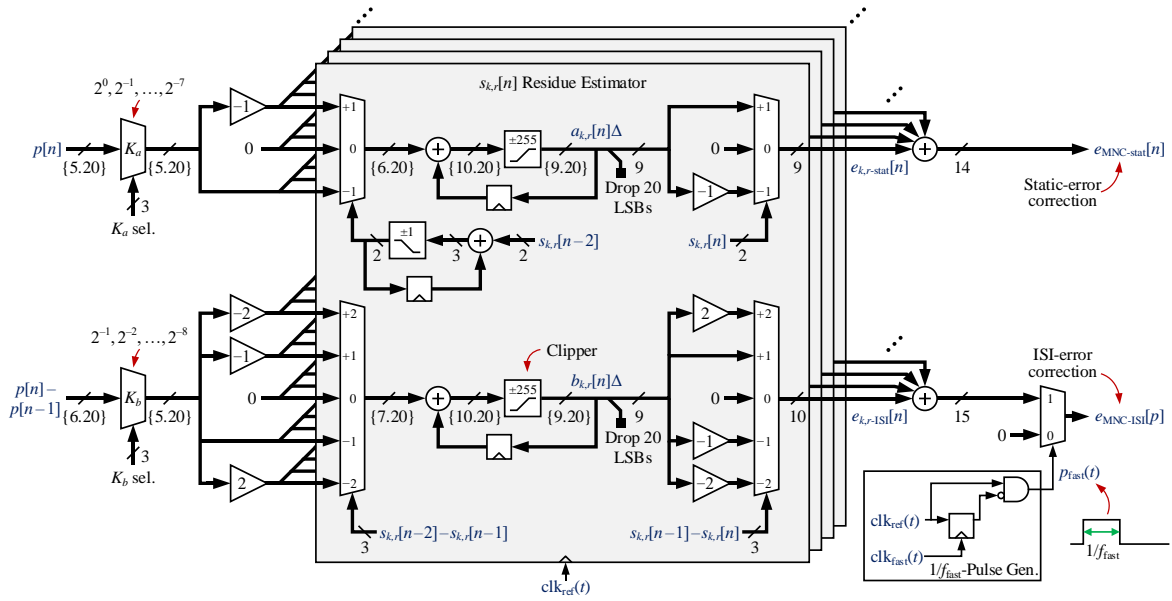 s_{k,r}[n] Residue Estimator
2^0, 2^{-1}, …, 2^{-7}
p[n]
{5.20}
K_a
{5.20}
3
K_a sel.
−1
0
+1
0
−1
{6.20}
+
{10.20}
±255
{9.20}
a_{k,r}[n]Δ
9
Drop 20
LSBs
−1
+1
0
−1
9
e_{k,r-stat}[n]
+
14
e_{MNC-stat}[n]
Static-error
correction
2
±1
3
+
2
s_{k,r}[n−2]
s_{k,r}[n]
2
0
2^{-1}, 2^{-2}, …, 2^{-8}
p[n]−
p[n−1]
{6.20}
K_b
{5.20}
3
K_b sel.
−2
−1
0
2
+2
+1
0
−1
−2
{7.20}
+
{10.20}
Clipper
±255
{9.20}
b_{k,r}[n]Δ
9
Drop 20
LSBs
2
0
−1
−2
+2
+1
0
−1
−2
10
e_{k,r-ISI}[n]
+
15
ISI-error
correction
1
0
0
e_{MNC-ISI}[p]
3
s_{k,r}[n−2]−s_{k,r}[n−1]
s_{k,r}[n−1]−s_{k,r}[n]
3
clk_{ref}(t)
p_{fast}(t)
clk_{ref}(t)
clk_{fast}(t)
1/f_{fast}-Pulse Gen.
1/f_{fast}